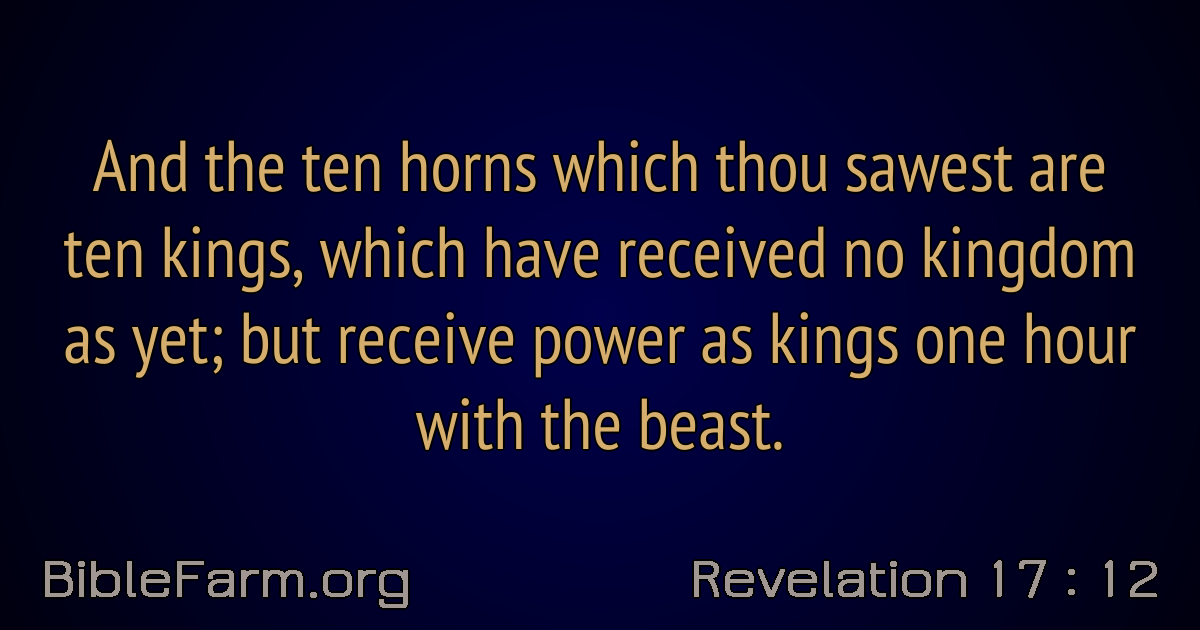 And the ten horns which thou sawest are
ten kings, which have received no kingdom
as yet; but receive power as kings one hour
with the beast.
BibleFarm.org
Revelation 17 : 12